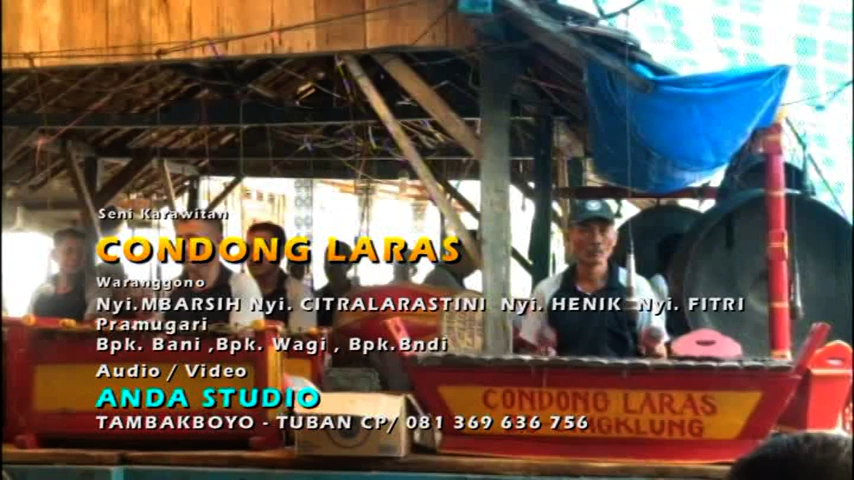 Seni Karawitan
CONDONG LARAS
Waranggono
Nyi.MBARSIH Nyi. CITRALARASTINI Nyi. HENIK Nyi. FITRI
Pramugari
Bpk. Bani ,Bpk. Wagi , Bpk.Bndi
Audio / Video
ANDA STUDIO
TAMBAKBOYO - TUBAN CP/ 081 369 636 756
CONDONG LARAS